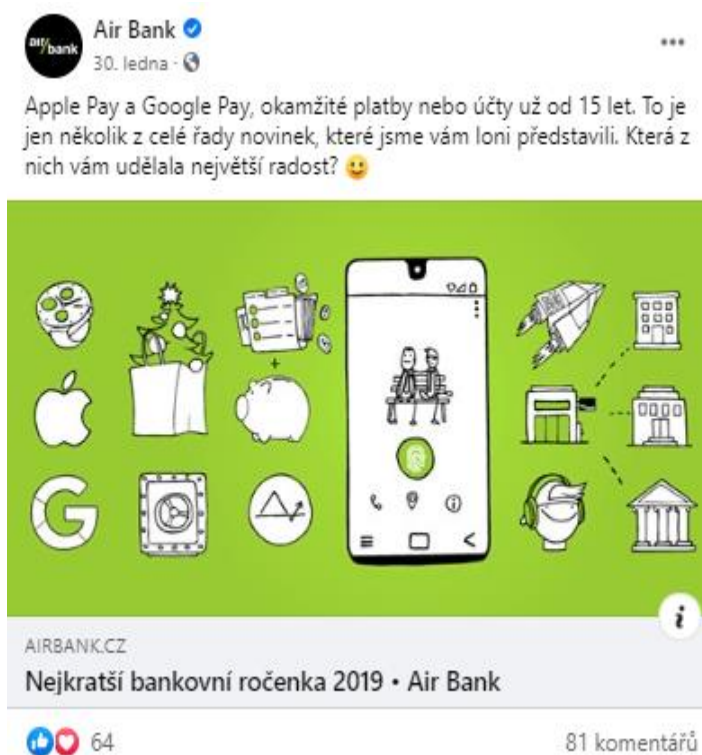 Air Bank
30. ledna ·
Apple Pay a Google Pay, okamžité platby nebo účty už od 15 let. To je
jen několik z celé řady novinek, které jsme vám loni představili. Která z
nich vám udělala největší radost? 🙂
AIRBANK.CZ
Nejkratší bankovní ročenka 2019 • Air Bank
64
81 komentářů
air/bank